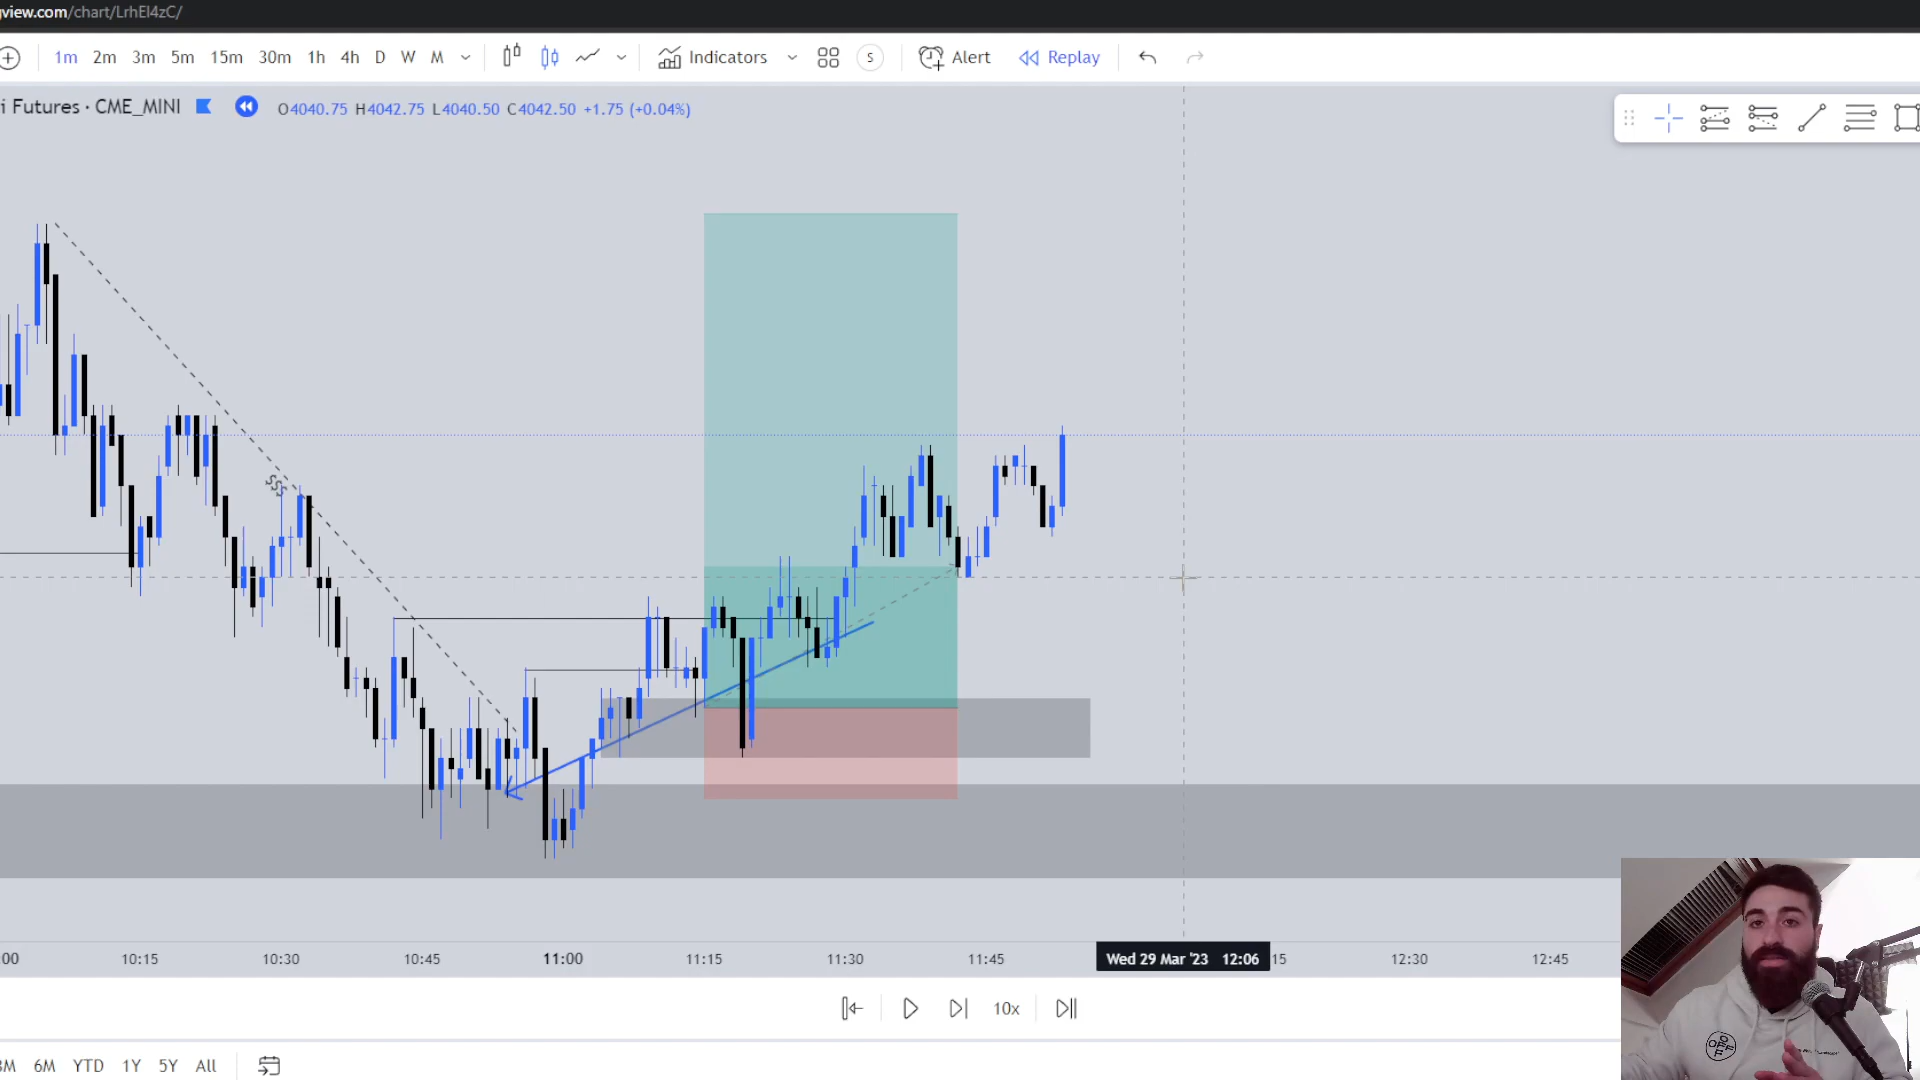 view.com/chart/LrhEl4zC/
1m 2m 3m 5m 15m 30m 1h 4h D W M Indicators S Alert Replay
i Futures · CME_MINI O4040.75 H4042.75 L4040.50 C4042.50 +1.75 (+0.04%)
$$
:00 10:15 10:30 10:45 11:00 11:15 11:30 11:45 Wed 29 Mar '23 12:06 15 12:30 12:45
10x
3M 6M YTD 1Y 5Y All
OFF